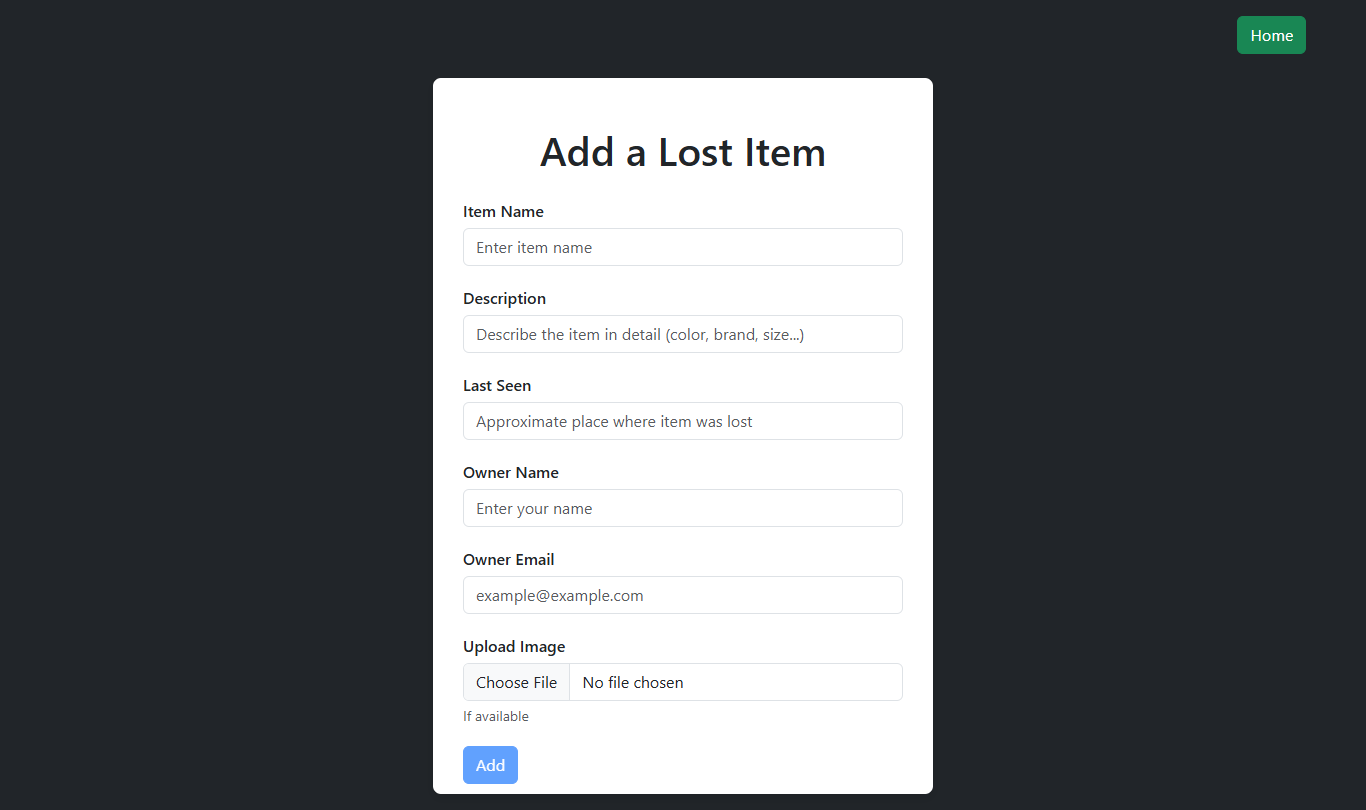 Home
Add a Lost Item
Item Name
Enter item name
Description
Describe the item in detail (color, brand, size...)
Last Seen
Approximate place where item was lost
Owner Name
Enter your name
Owner Email
example@example.com
Upload Image
Choose File No file chosen
If available
Add